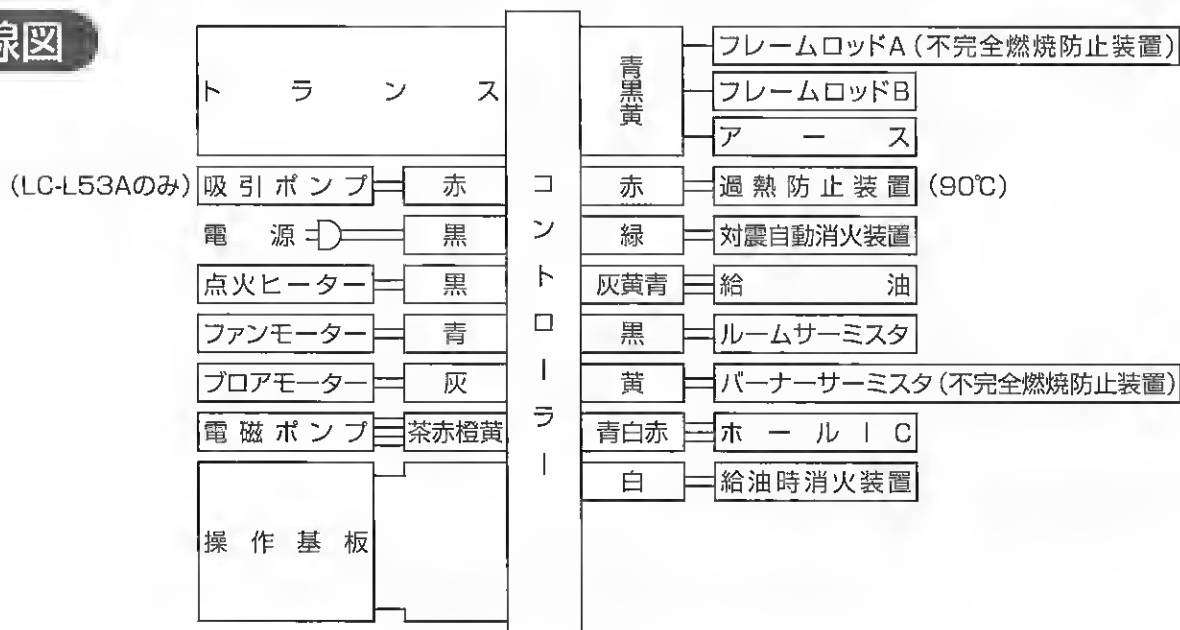 線図
トランス
青黒黄
フレームロッドA(不完全燃焼防止装置)
フレームロッドB
アース
(LC-L53Aのみ) 吸引ポンプ 赤
赤 過熱防止装置 (90℃)
電源 黒
緑 対震自動消火装置
点火ヒーター 黒
灰黄青 給油
ファンモーター 青
黒 ルームサーミスタ
ブロアモーター 灰
黄 バーナーサーミスタ(不完全燃焼防止装置)
電磁ポンプ 茶赤橙黄
青白赤 ホールIC
白 給油時消火装置
操作基板
コントローラー